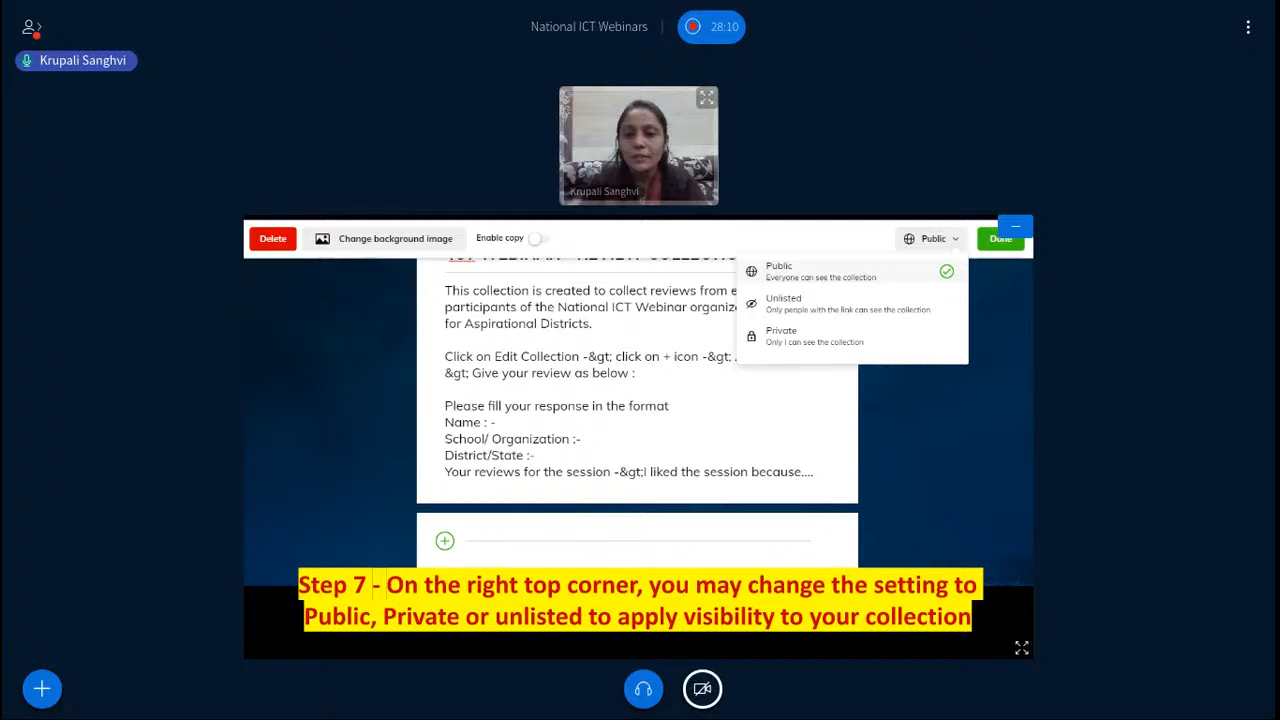 National ICT Webinars
28:10
Krupali Sanghvi
Krupali Sanghvi
Delete
Change background image
Enable copy
Public
Public
Everyone can see the collection
Unlisted
Only people with the link can see the collection
Private
Only I can see the collection
This collection is created to collect reviews from
participants of the National ICT Webinar
for Aspirational Districts.
Click on Edit Collection -&gt; click on + icon -&gt;
&gt; Give your review as below :
Please fill your response in the format
Name : -
School/ Organization :-
District/State :-
Your reviews for the session -&gt;I liked the session because....
Step 7 - On the right top corner, you may change the setting to
Public, Private or unlisted to apply visibility to your collection